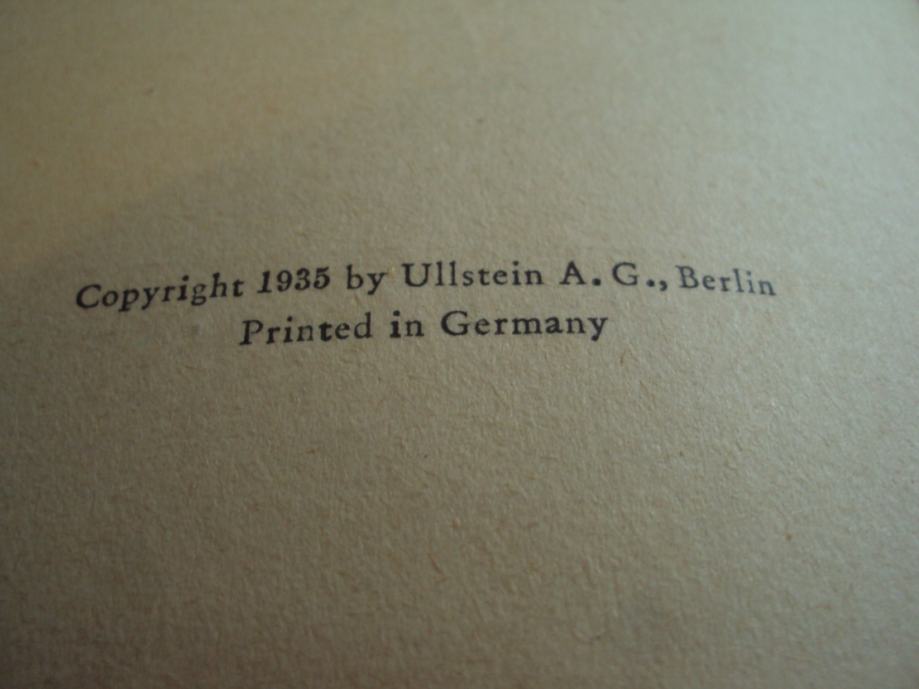 Copyright 1935 by Ullstein A. G., Berlin
Printed in Germany